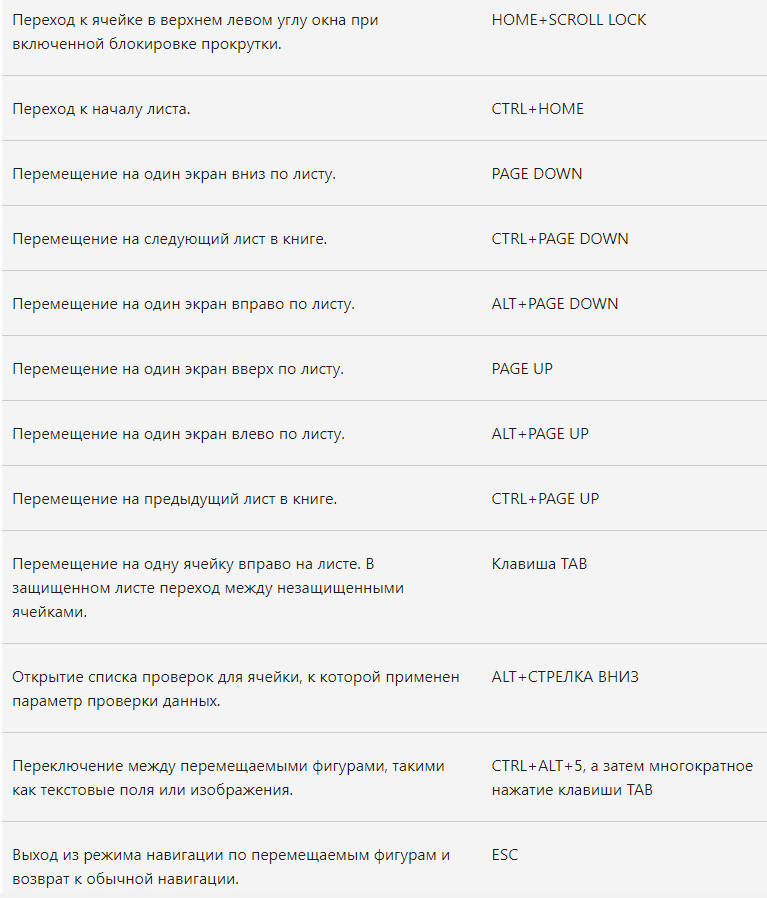 Переход к ячейке в верхнем левом углу окна при
включенной блокировке прокрутки.
HOME+SCROLL LOCK
Переход к началу листа.
CTRL+HOME
Перемещение на один экран вниз по листу.
PAGE DOWN
Перемещение на следующий лист в книге.
CTRL+PAGE DOWN
Перемещение на один экран вправо по листу.
ALT+PAGE DOWN
Перемещение на один экран вверх по листу.
PAGE UP
Перемещение на один экран влево по листу.
ALT+PAGE UP
Перемещение на предыдущий лист в книге.
CTRL+PAGE UP
Перемещение на одну ячейку вправо на листе. В
защищенном листе переход между незащищенными
ячейками.
Клавиша TAB
Открытие списка проверок для ячейки, к которой применен
параметр проверки данных.
ALT+СТРЕЛКА ВНИЗ
Переключение между перемещаемыми фигурами, такими
как текстовые поля или изображения.
CTRL+ALT+5, а затем многократное
нажатие клавиши TAB
Выход из режима навигации по перемещаемым фигурам и
возврат к обычной навигации.
ESC